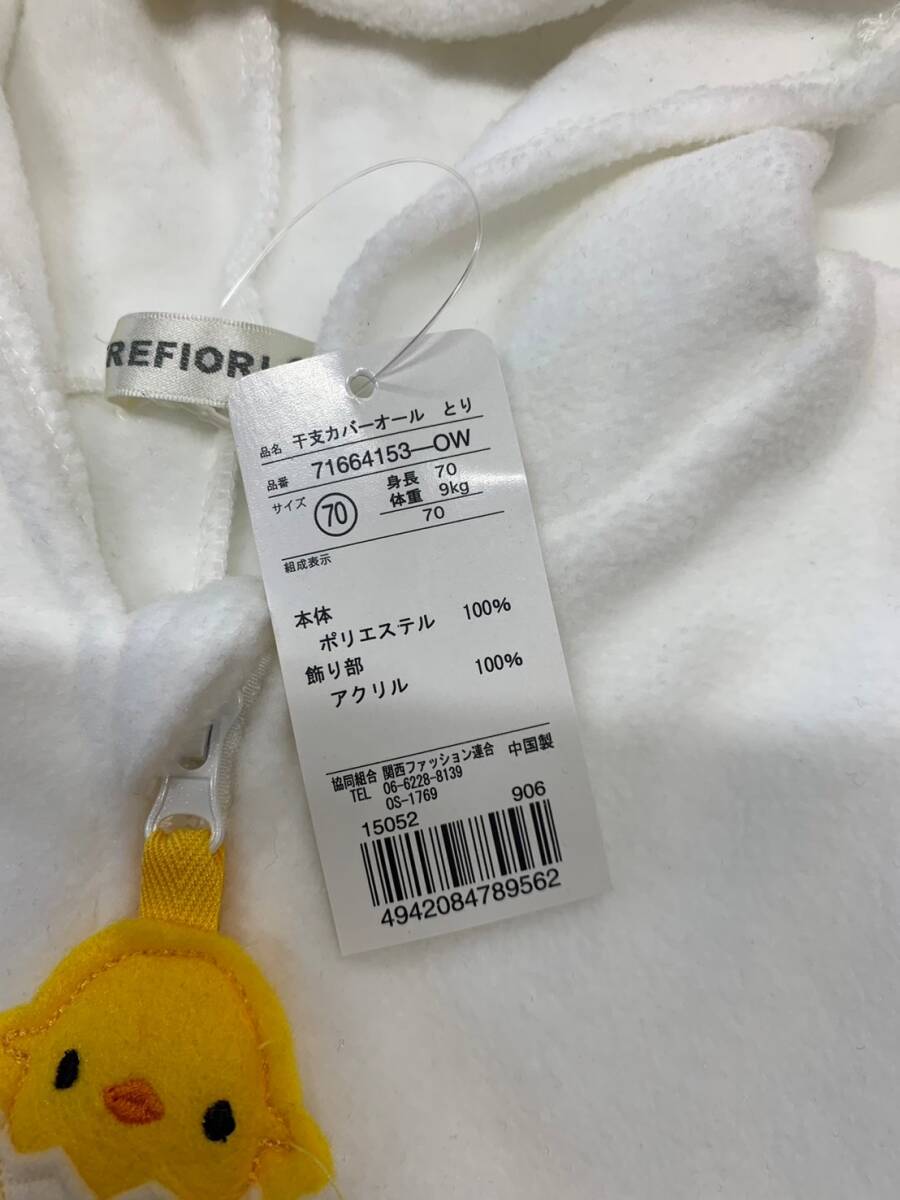 REFIORI
品名 干支カバーオール とり
品番 71664153—OW
サイズ 70 身長 70
体重 9kg
70
組成表示
本体
ポリエステル 100%
飾り部
アクリル 100%
協同組合 関西ファッション連合 中国製
TEL 06-6228-8139
OS-1769
15052 906
4942084789562